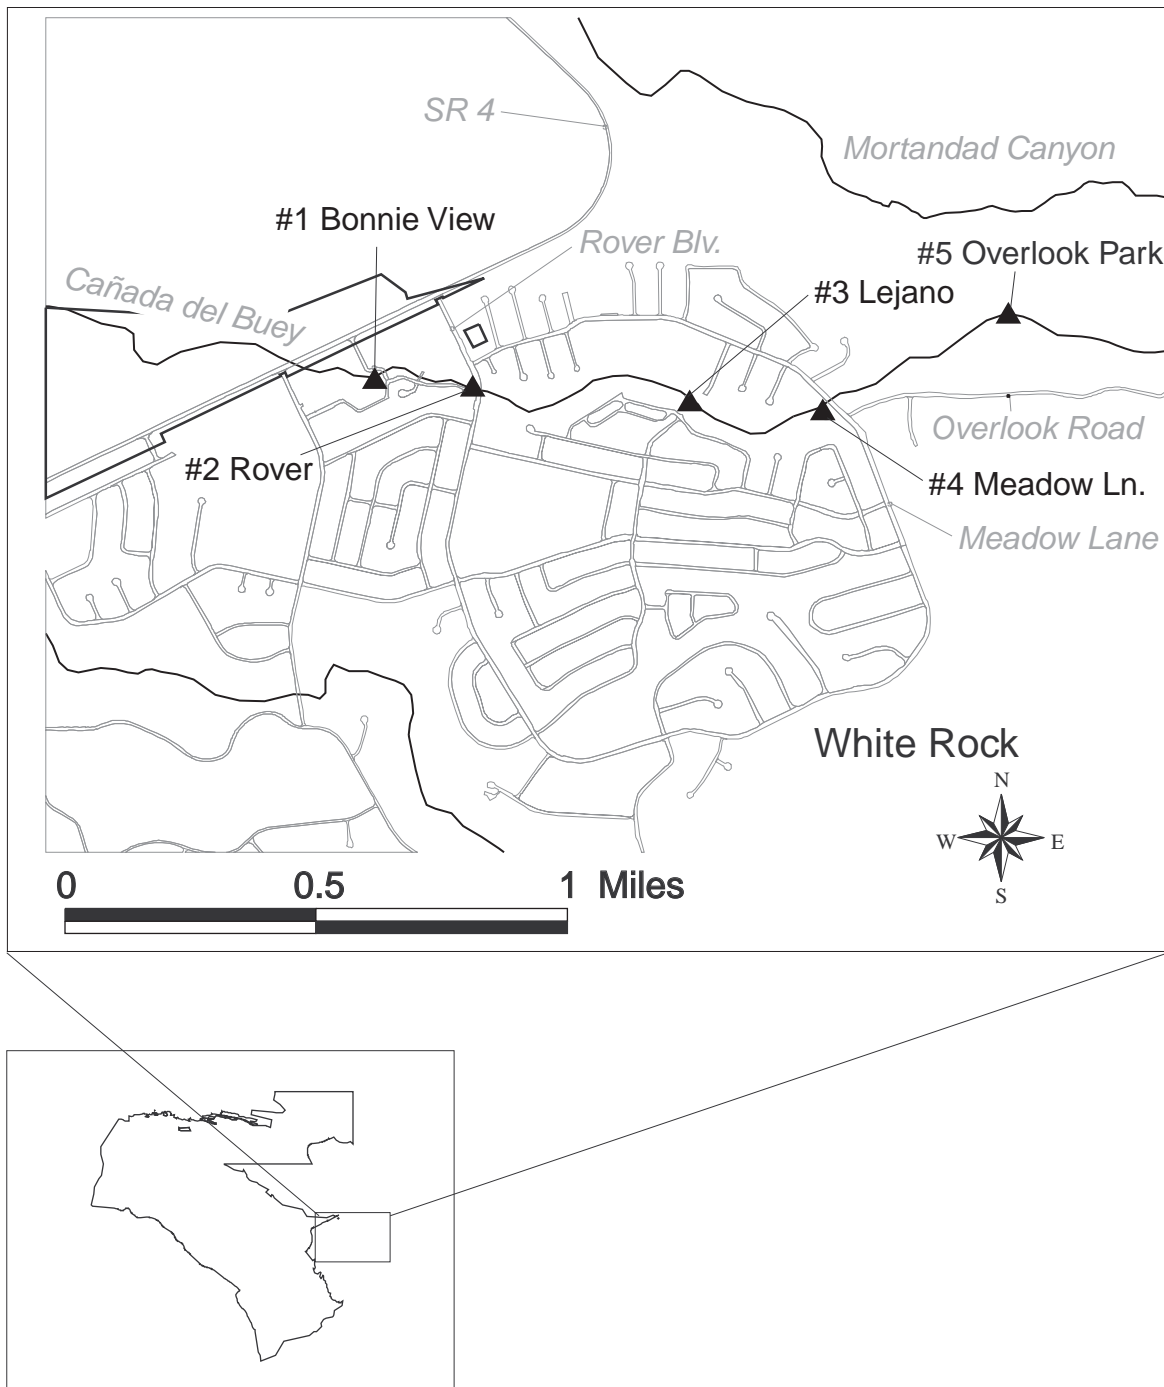 SR 4
Mortandad Canyon
#1 Bonnie View
Rover Blv.
#5 Overlook Park
Cañada del Buey
#3 Lejano
Overlook Road
#2 Rover
#4 Meadow Ln.
Meadow Lane
White Rock
N
W E
S
0 0.5 1 Miles